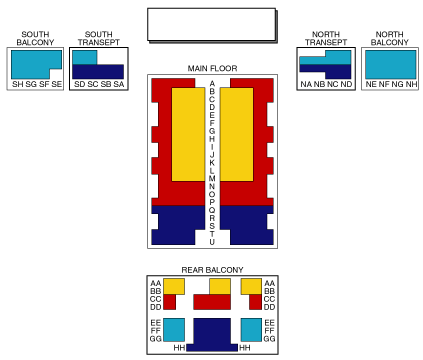 SOUTH
BALCONY
SOUTH
TRANSEPT
NORTH
TRANSEPT
NORTH
BALCONY
SH SG SF SE
SD SC SB SA
NA NB NC ND
NE NF NG NH
MAIN FLOOR
A
B
C
D
E
F
G
H
I
J
K
L
M
N
O
P
Q
R
S
T
U
REAR BALCONY
AA AA
BB BB
CC CC
DD DD
EE EE
FF FF
GG GG
HH HH